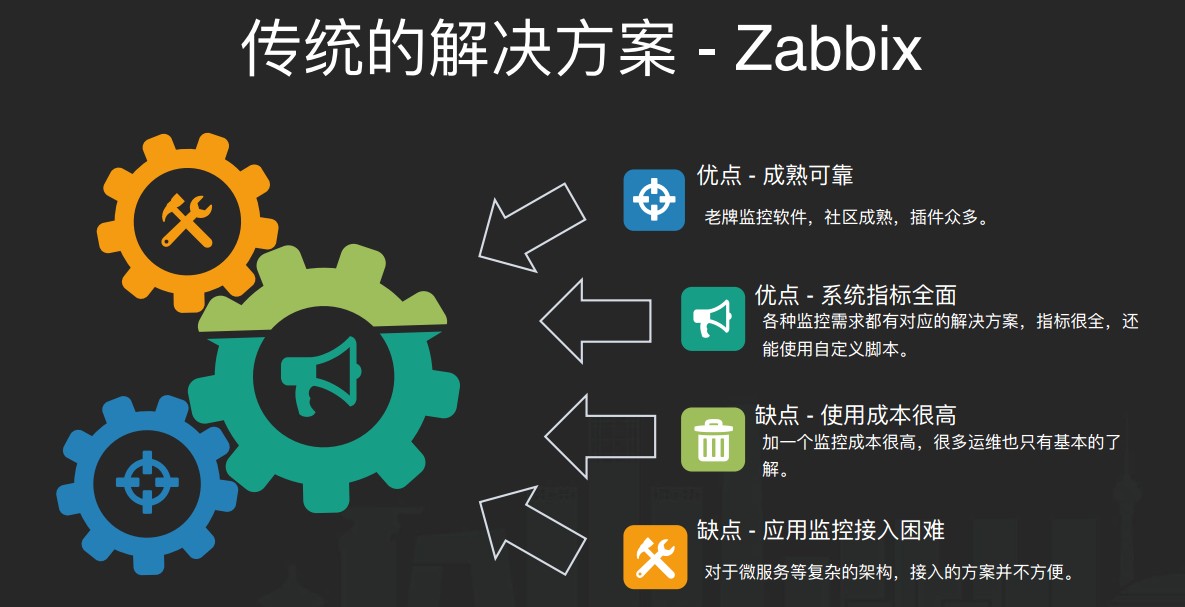 传统的解决方案 - Zabbix
优点 - 成熟可靠
老牌监控软件，社区成熟，插件众多。
优点 - 系统指标全面
各种监控需求都有对应的解决方案，指标很全，还
能使用自定义脚本。
缺点 - 使用成本很高
加一个监控成本很高，很多运维也只有基本的了
解。
缺点 - 应用监控接入困难
对于微服务等复杂的架构，接入的方案并不方便。